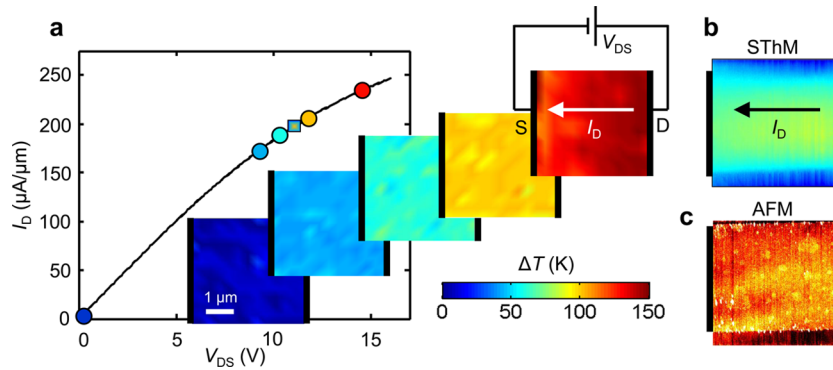 a
250
200
150
100
50
0
I_D (µA/µm)
0
5
10
15
V_DS (V)
1 µm
V_DS
S
I_D
D
ΔT (K)
0
50
100
150
b
SThM
I_D
c
AFM